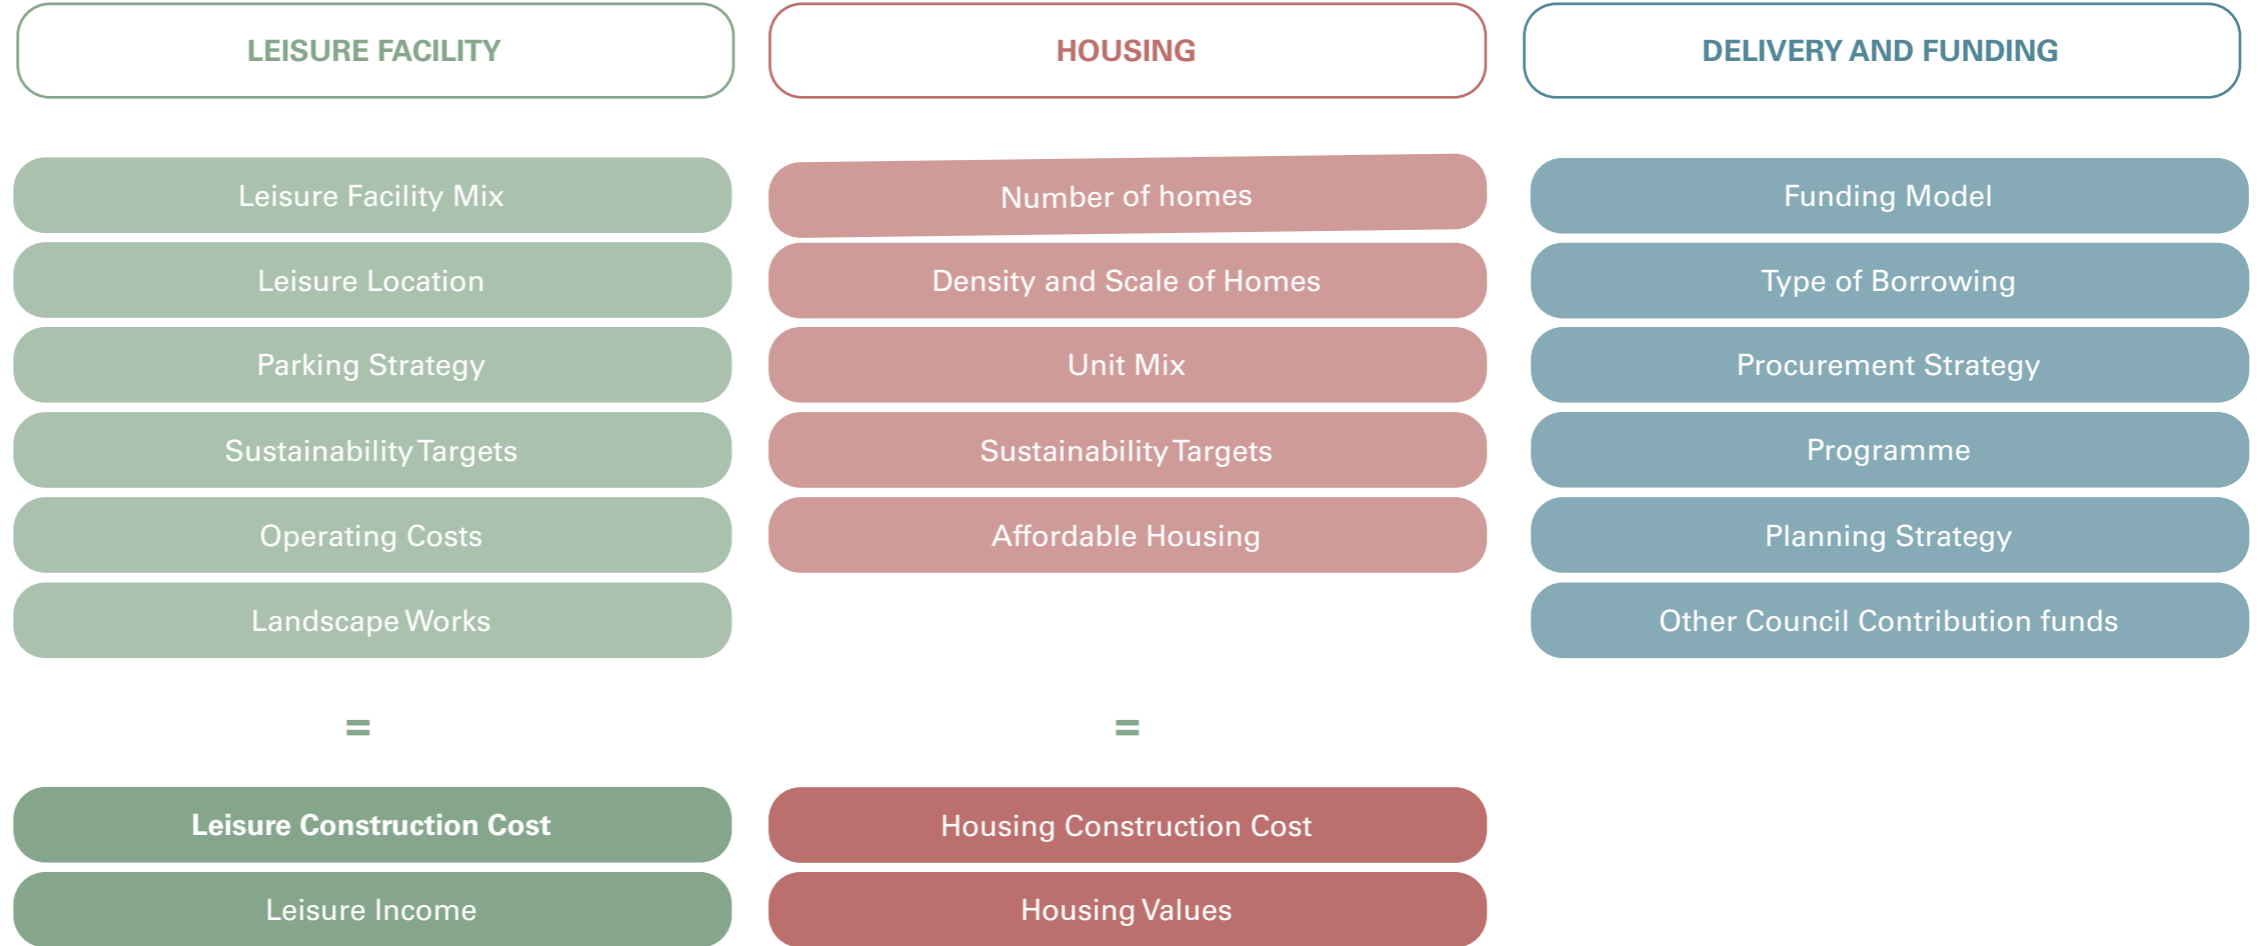 LEISURE FACILITY
Leisure Facility Mix
Leisure Location
Parking Strategy
Sustainability Targets
Operating Costs
Landscape Works
=
Leisure Construction Cost
Leisure Income
HOUSING
Number of homes
Density and Scale of Homes
Unit Mix
Sustainability Targets
Affordable Housing
=
Housing Construction Cost
Housing Values
DELIVERY AND FUNDING
Funding Model
Type of Borrowing
Procurement Strategy
Programme
Planning Strategy
Other Council Contribution funds